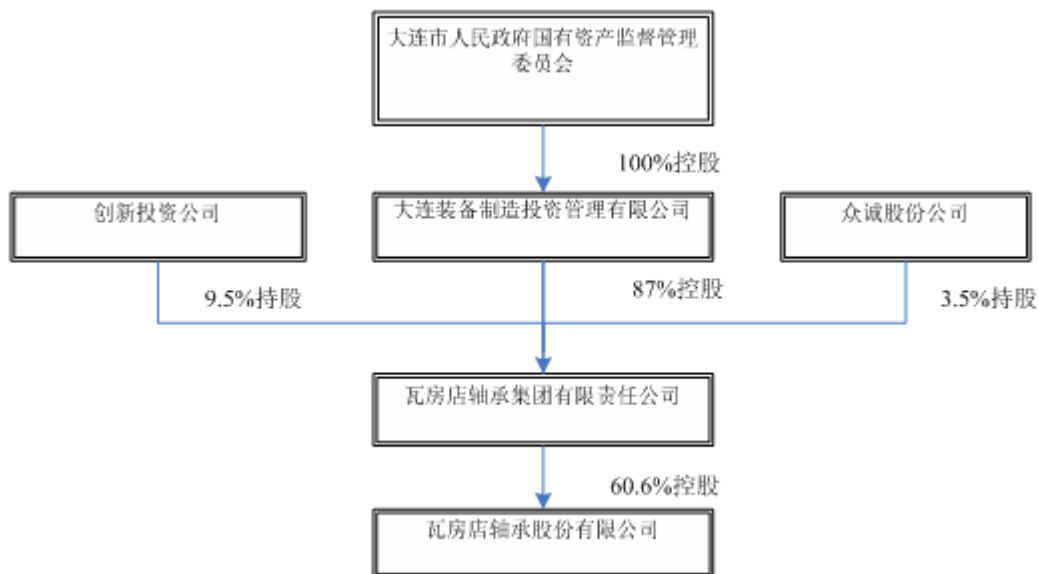 大连市人民政府国有资产监督管理
委员会
100%控股
创新投资公司
大连装备制造投资管理有限公司
众诚股份公司
9.5%持股
87%控股
3.5%持股
瓦房店轴承集团有限责任公司
60.6%控股
瓦房店轴承股份有限公司